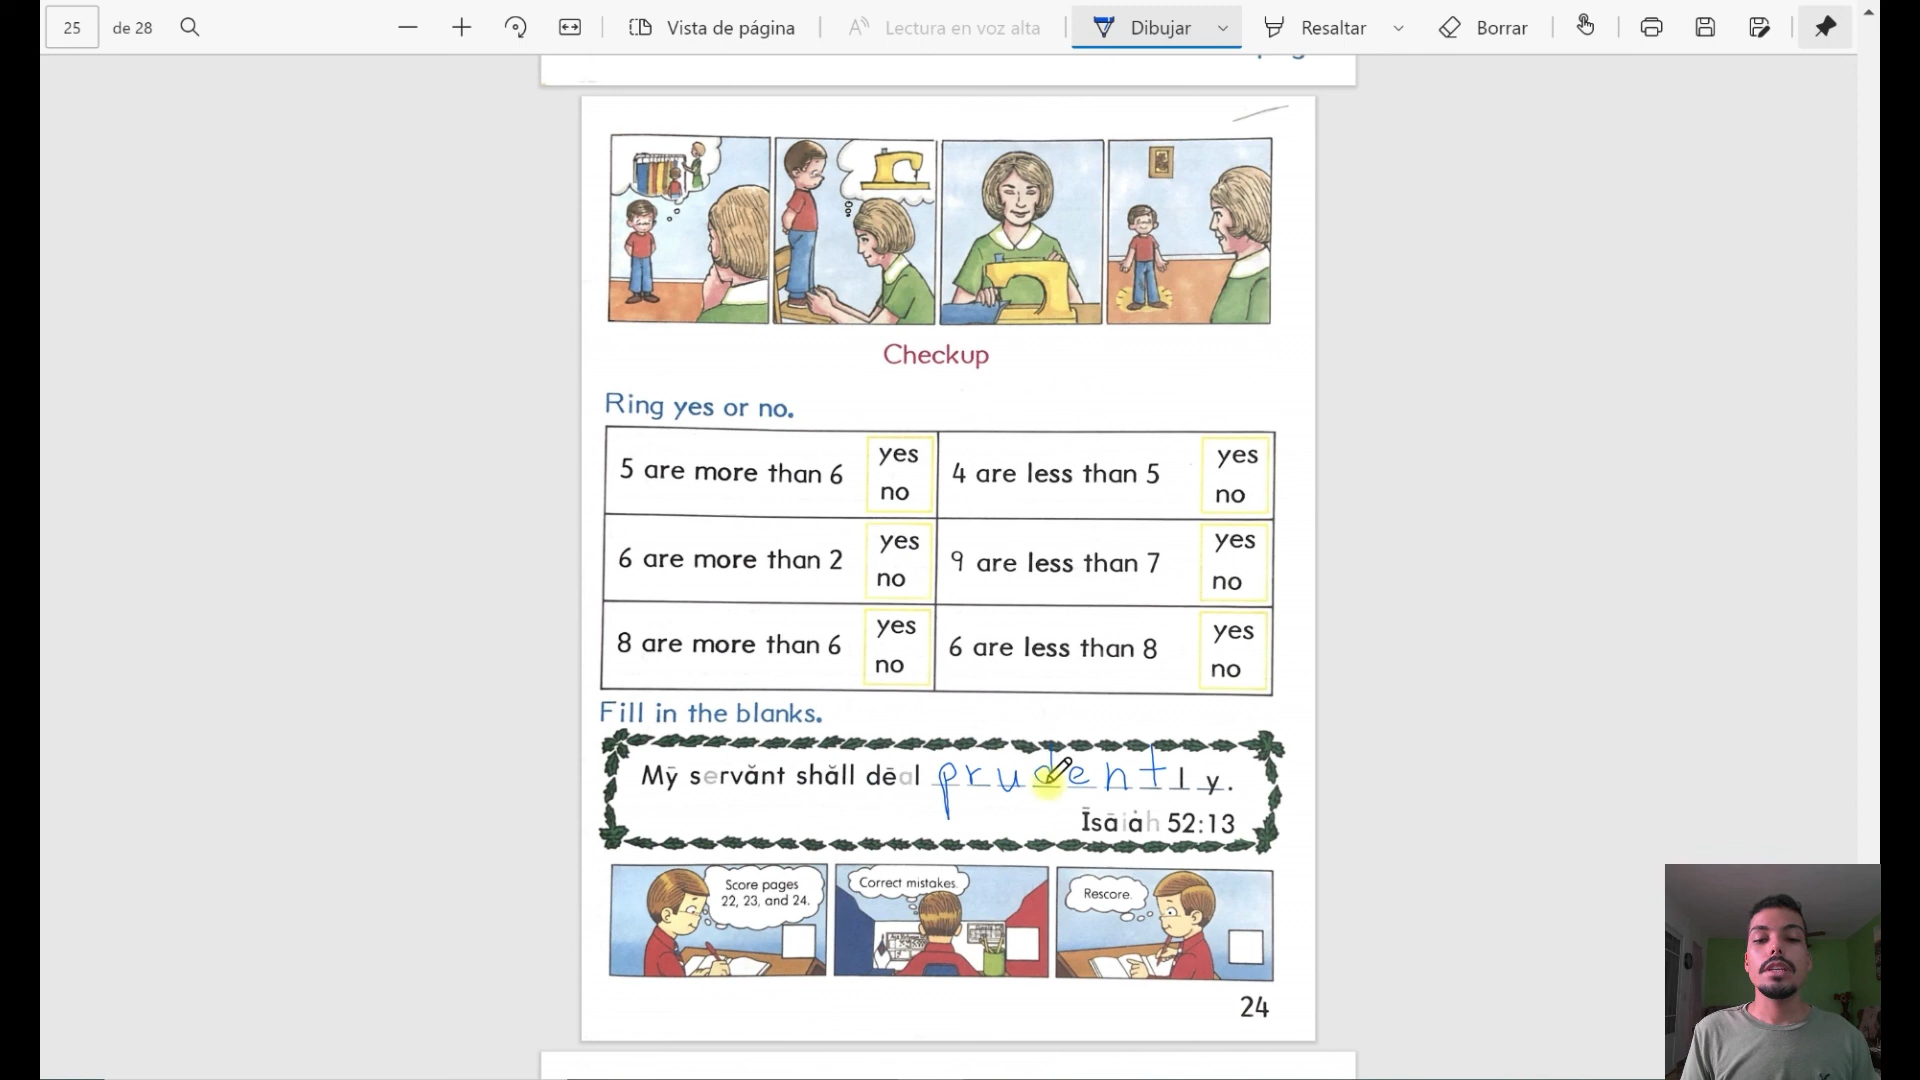 25 de 28 Vista de página Lectura en voz alta Dibujar Resaltar Borrar
Checkup
Ring yes or no.
5 are more than 6 yes no
4 are less than 5 yes no
6 are more than 2 yes no
9 are less than 7 yes no
8 are more than 6 yes no
6 are less than 8 yes no
Fill in the blanks.
Mȳ servănt shăll dēal prudently.
Īsāiȧh 52:13
Score pages
22, 23, and 24.
Correct mistakes.
Rescore.
24